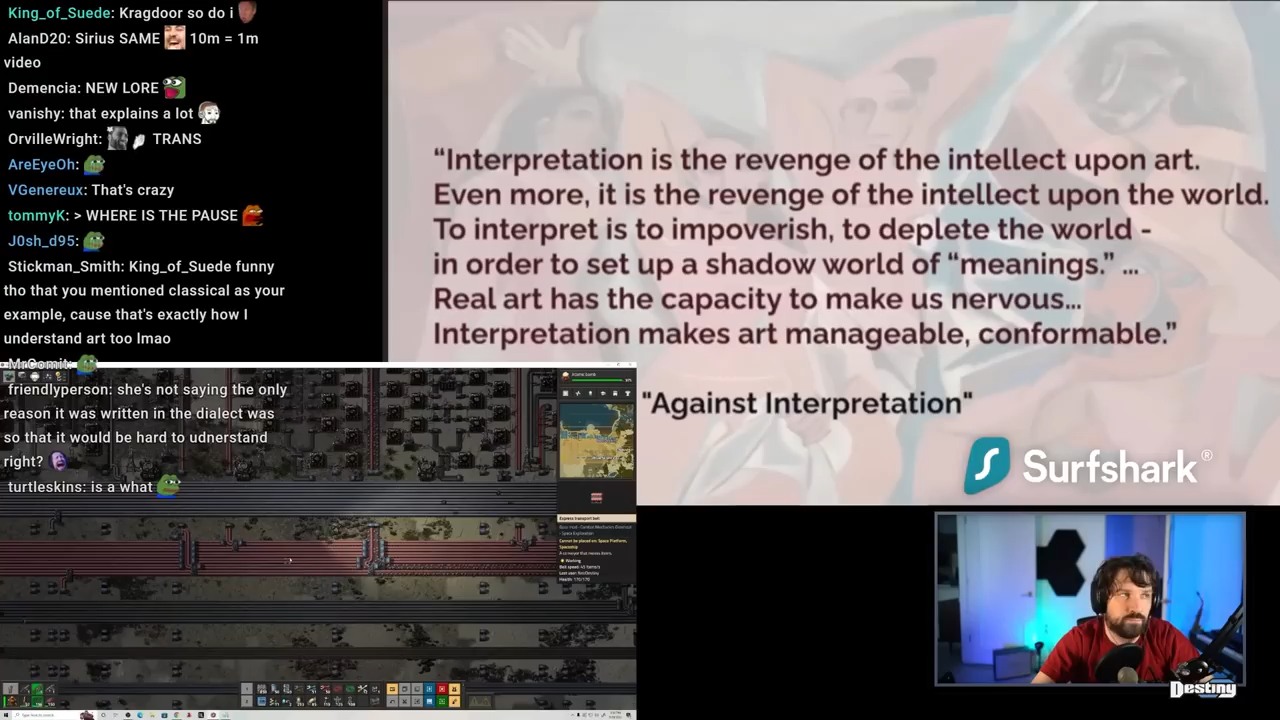 King_of_Suede: Kragdoor so do i
AlanD20: Sirius SAME 10m = 1m
video
Demencia: NEW LORE
vanishy: that explains a lot
OrvilleWright: TRANS
AreEyeOh:
VGenereux: That's crazy
tommyK: > WHERE IS THE PAUSE
J0sh_d95:
Stickman_Smith: King_of_Suede funny
tho that you mentioned classical as your
example, cause that's exactly how I
understand art too lmao
MrComit:
friendlyperson: she's not saying the only
reason it was written in the dialect was
so that it would be hard to udnerstand
right?
turtleskins: is a what
“Interpretation is the revenge of the intellect upon art.
Even more, it is the revenge of the intellect upon the world.
To interpret is to impoverish, to deplete the world -
in order to set up a shadow world of “meanings.” ...
Real art has the capacity to make us nervous...
Interpretation makes art manageable, conformable.”
"Against Interpretation"
Surfshark®
Express transport belt
Destiny